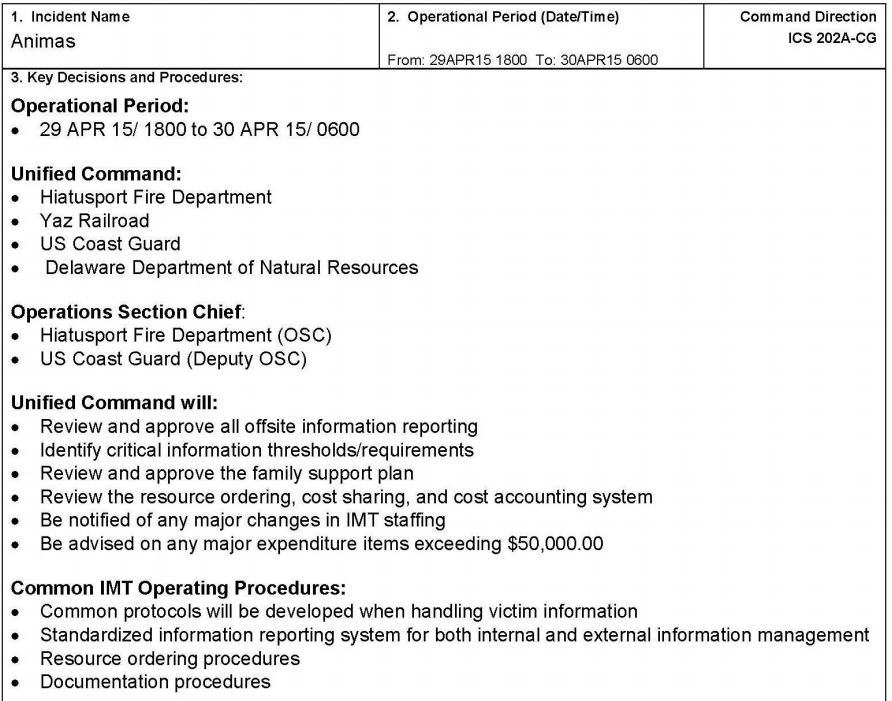 1. Incident Name
Animas
2. Operational Period (Date/Time)
From: 29APR15 1800 To: 30APR15 0600
Command Direction
ICS 202A-CG
3. Key Decisions and Procedures:
Operational Period:
• 29 APR 15/ 1800 to 30 APR 15/ 0600
Unified Command:
• Hiatusport Fire Department
• Yaz Railroad
• US Coast Guard
• Delaware Department of Natural Resources
Operations Section Chief:
• Hiatusport Fire Department (OSC)
• US Coast Guard (Deputy OSC)
Unified Command will:
• Review and approve all offsite information reporting
• Identify critical information thresholds/requirements
• Review and approve the family support plan
• Review the resource ordering, cost sharing, and cost accounting system
• Be notified of any major changes in IMT staffing
• Be advised on any major expenditure items exceeding $50,000.00
Common IMT Operating Procedures:
• Common protocols will be developed when handling victim information
• Standardized information reporting system for both internal and external information management
• Resource ordering procedures
• Documentation procedures